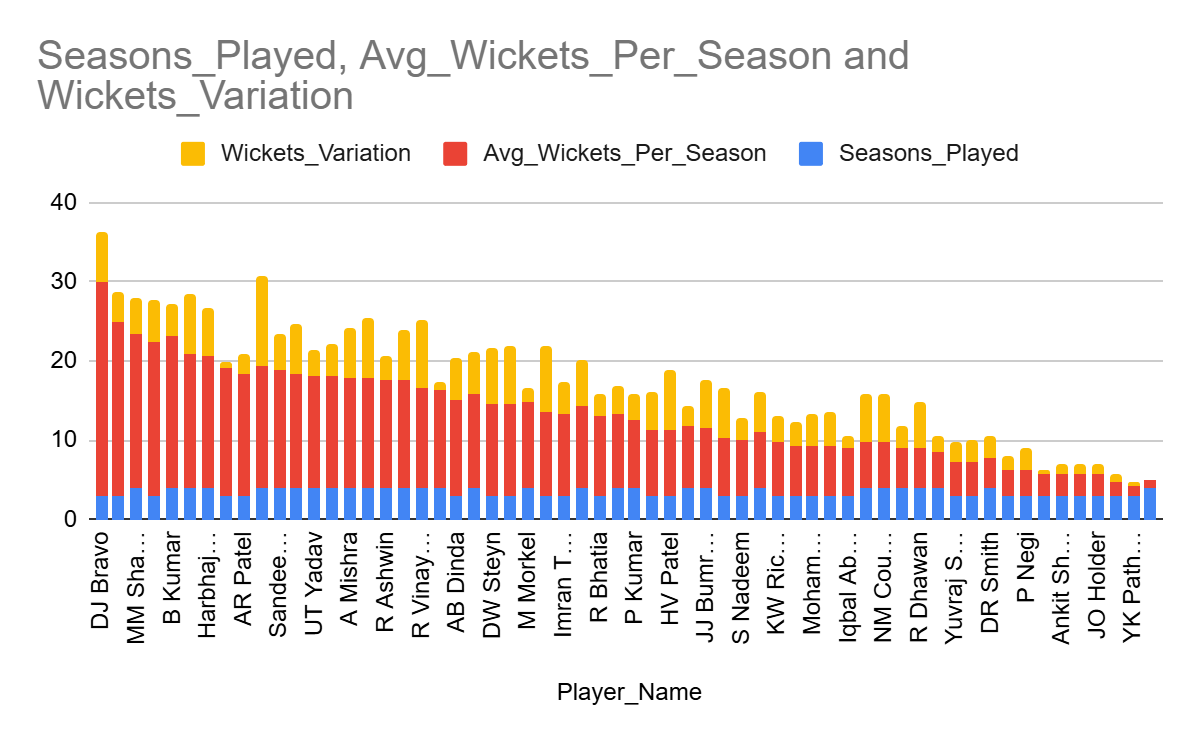 Seasons_Played, Avg_Wickets_Per_Season and
Wickets_Variation
Wickets_Variation
Avg_Wickets_Per_Season
Seasons_Played
40
30
20
10
0
DJ Bravo
MM Sha…
B Kumar
Harbhaj…
AR Patel
Sandee…
UT Yadav
A Mishra
R Ashwin
R Vinay…
AB Dinda
DW Steyn
M Morkel
Imran T…
R Bhatia
P Kumar
HV Patel
JJ Bumr…
S Nadeem
KW Ric…
Moham…
Iqbal Ab…
NM Cou…
R Dhawan
Yuvraj S…
DR Smith
P Negi
Ankit Sh…
JO Holder
YK Path…
Player_Name